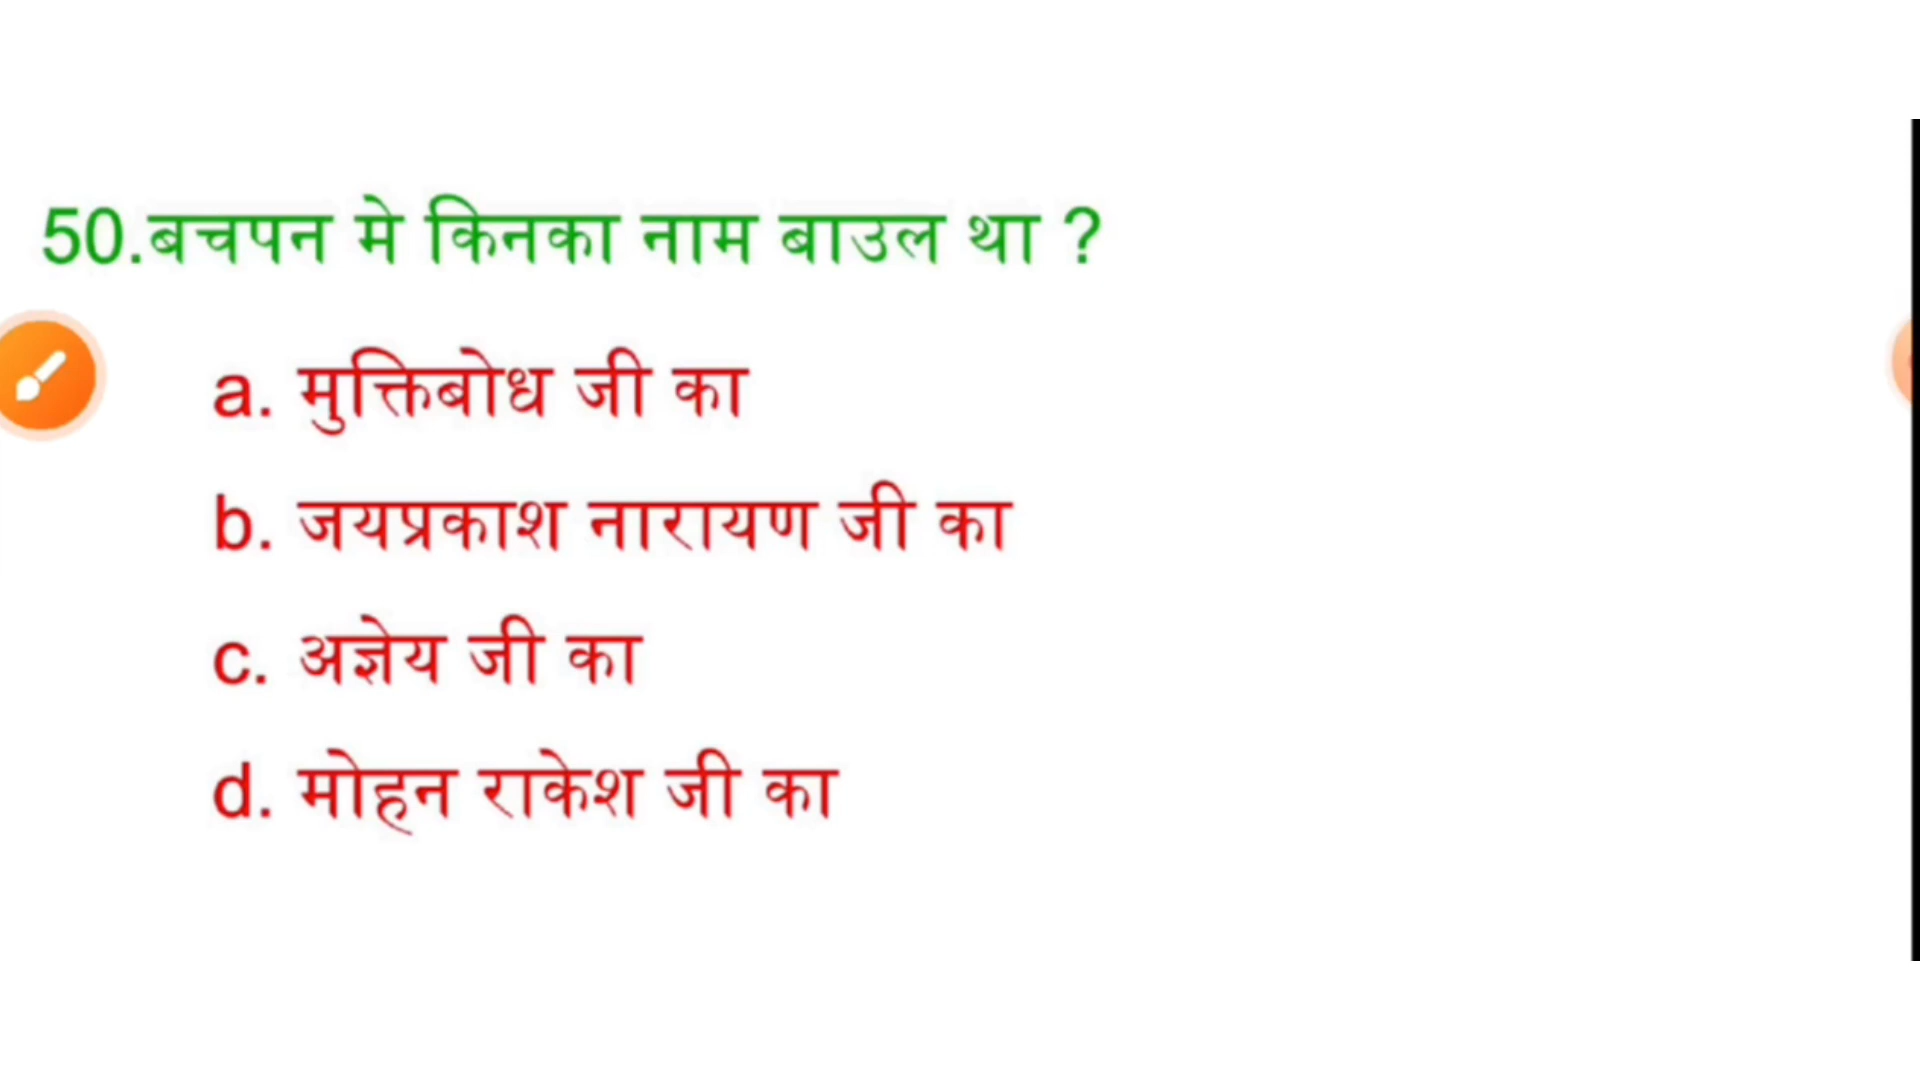 50.बचपन मे किनका नाम बाउल था ?
a. मुक्तिबोध जी का
b. जयप्रकाश नारायण जी का
c. अज्ञेय जी का
d. मोहन राकेश जी का